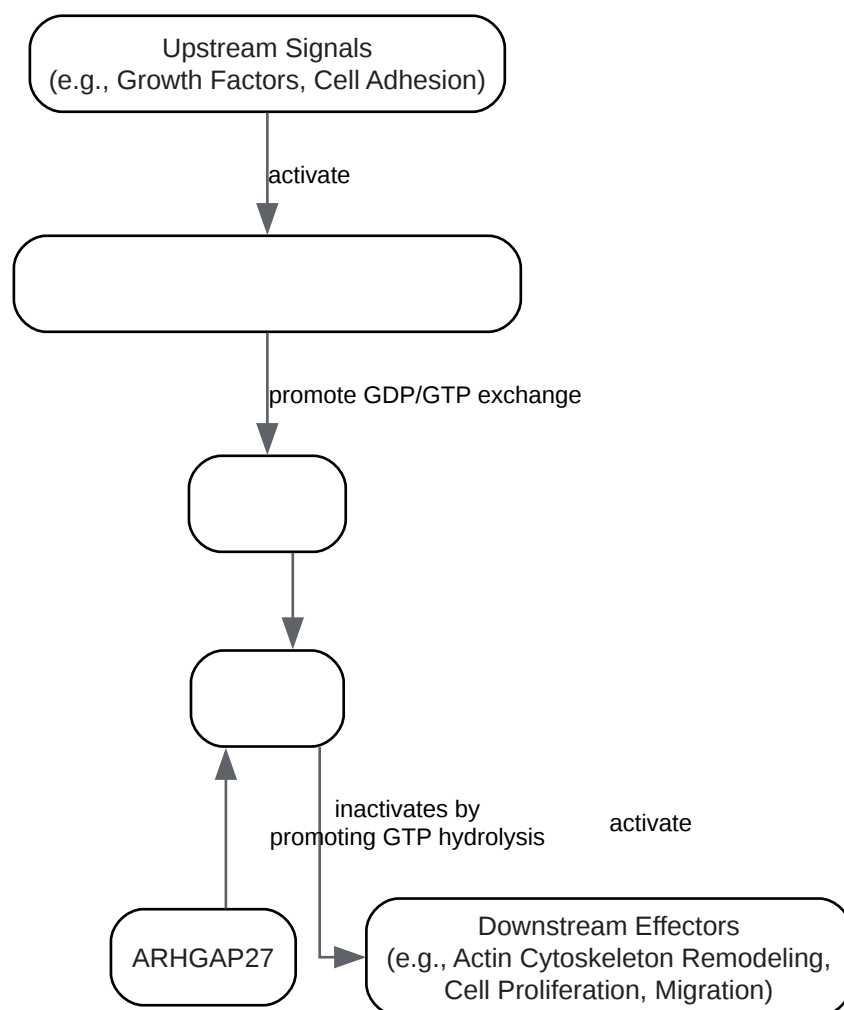 Upstream Signals
(e.g., Growth Factors, Cell Adhesion)
activate
promote GDP/GTP exchange
inactivates by
promoting GTP hydrolysis
activate
ARHGAP27
Downstream Effectors
(e.g., Actin Cytoskeleton Remodeling,
Cell Proliferation, Migration)